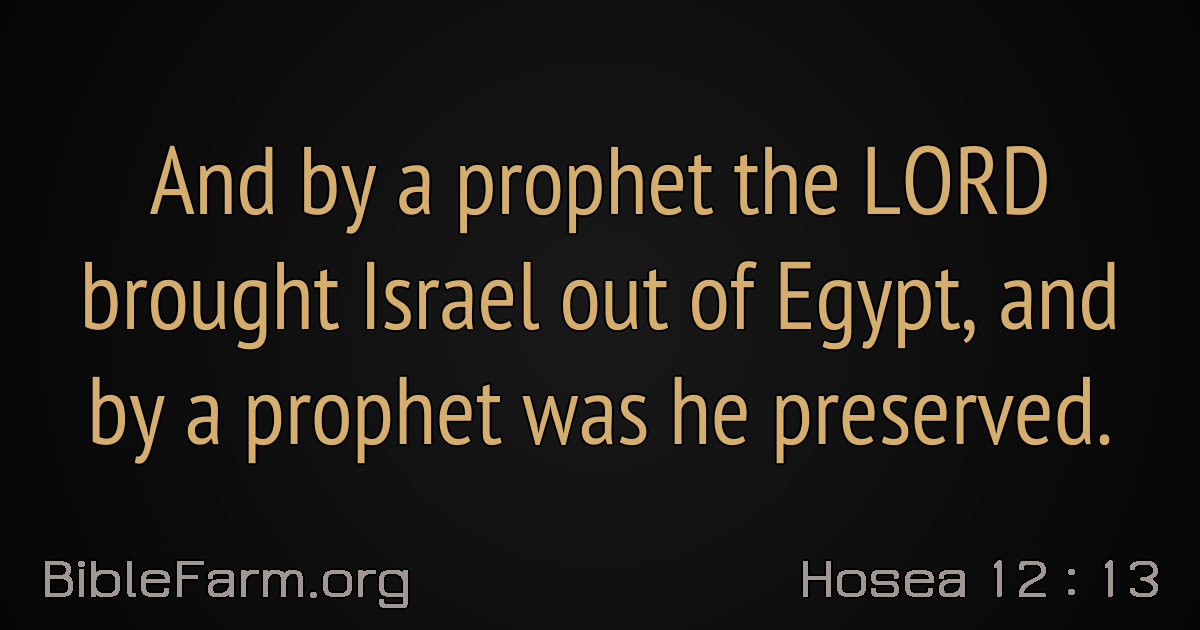 And by a prophet the LORD
brought Israel out of Egypt, and
by a prophet was he preserved.
BibleFarm.org
Hosea 12 : 13